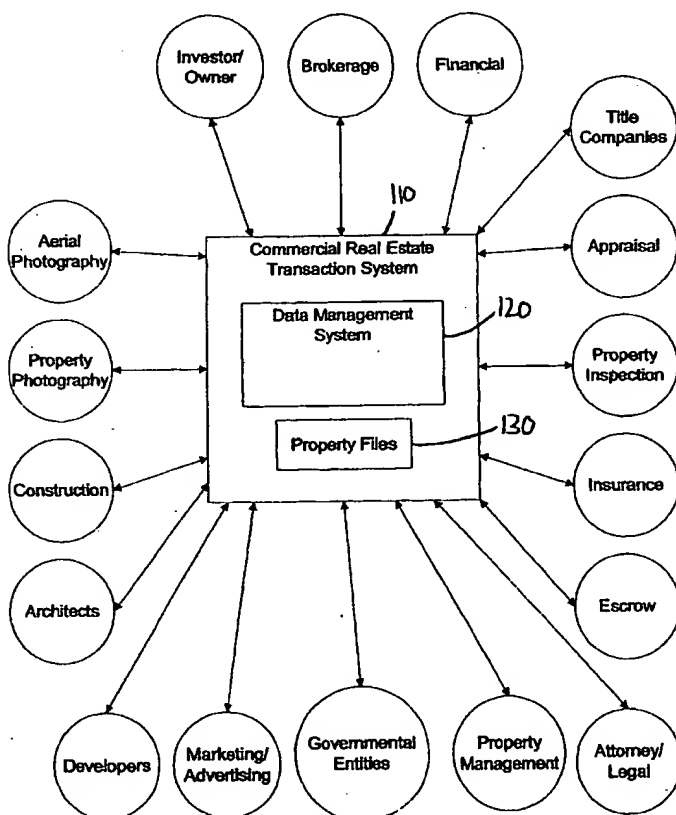 Investor/
Owner
Brokerage
Financial
Title
Companies
110
Commercial Real Estate
Transaction System
Aerial
Photography
Appraisal
Data Management
System
120
Property
Photography
Property
Inspection
Property Files
130
Construction
Insurance
Architects
Escrow
Developers
Marketing/
Advertising
Governmental
Entities
Property
Management
Attorney/
Legal